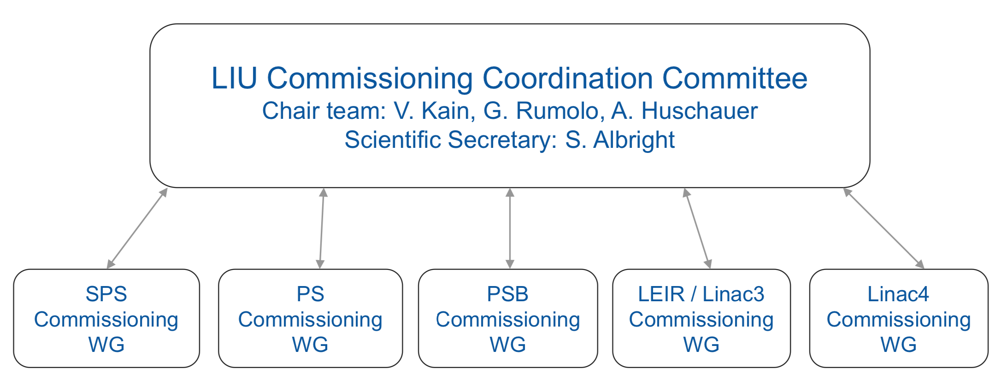 LIU Commissioning Coordination Committee
Chair team: V. Kain, G. Rumolo, A. Huschauer
Scientific Secretary: S. Albright
SPS
Commissioning
WG
PS
Commissioning
WG
PSB
Commissioning
WG
LEIR / Linac3
Commissioning
WG
Linac4
Commissioning
WG